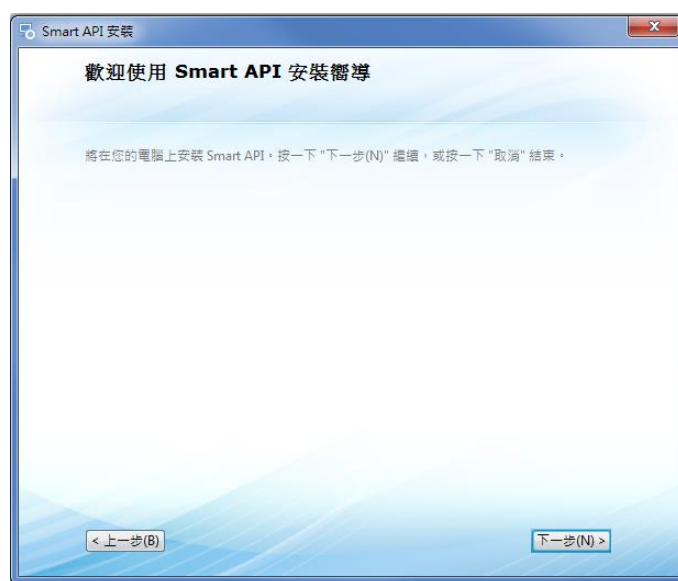 Smart API 安裝
歡迎使用 Smart API 安裝嚮導
將在您的電腦上安裝 Smart API。按一下 "下一步(N)" 繼續，或按一下 "取消" 結束。
< 上一步(B)
下一步(N) >